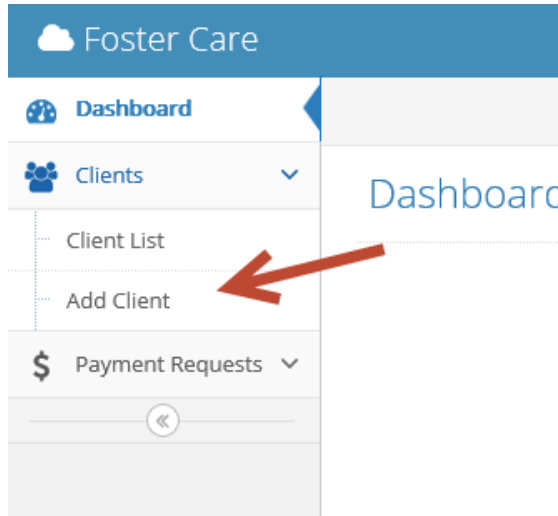 Foster Care
Dashboard
Clients
Dashboard
Client List
Add Client
$ Payment Requests